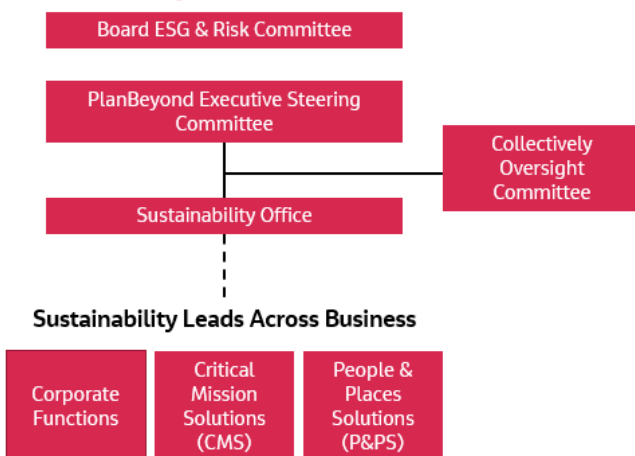 Board ESG & Risk Committee
PlanBeyond Executive Steering
Committee
Collectively
Oversight
Committee
Sustainability Office
Sustainability Leads Across Business
Corporate
Functions
Critical
Mission
Solutions
(CMS)
People &
Places
Solutions
(P&PS)